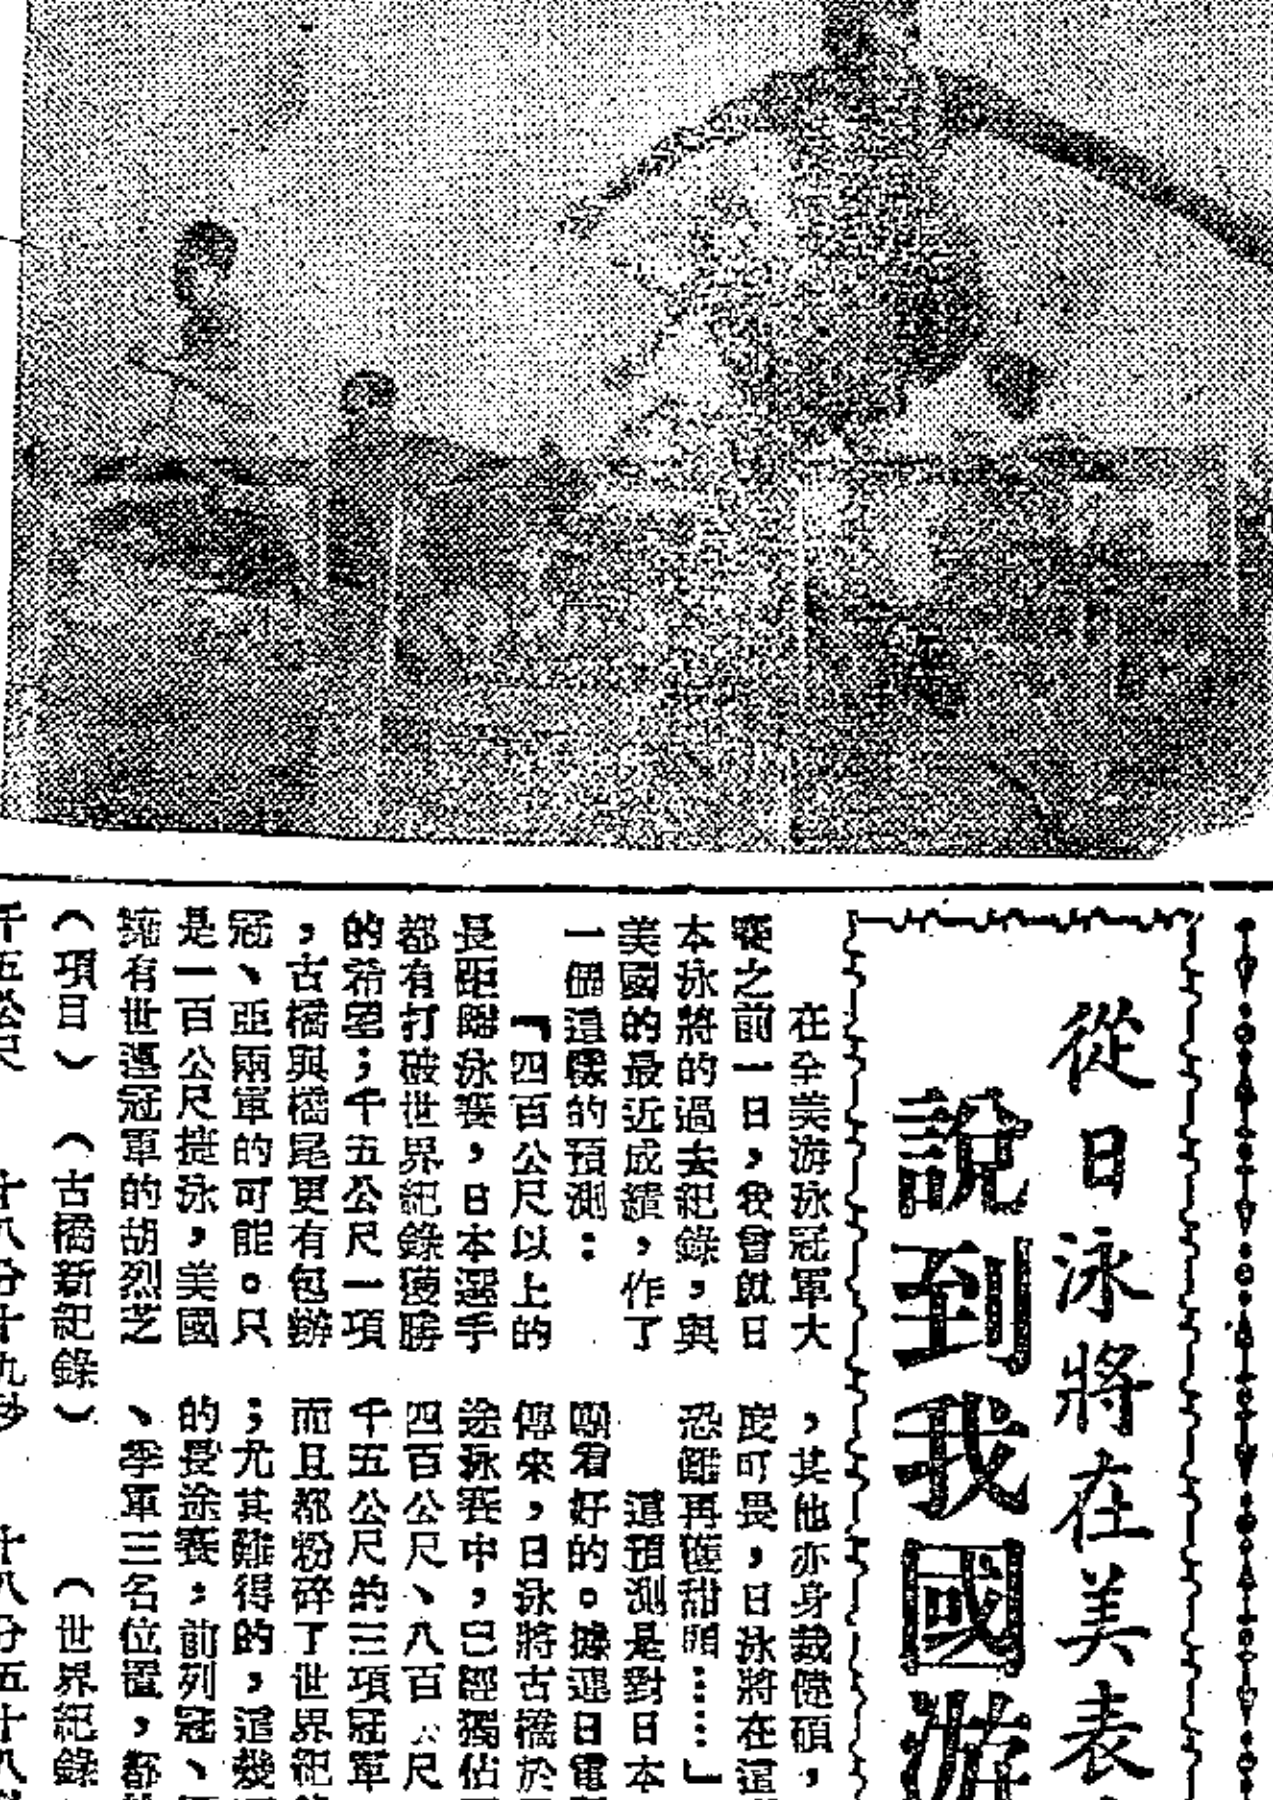 從日泳將在美表
說到我國游
在全美游泳冠軍大
賽之前一日，我曾就日
本泳將的過去紀錄，與
美國的最近成績，作了
一個這樣的預測：
「四百公尺以上的
長距離泳賽，日本選手
都有打破世界紀錄獲勝
的希望；千五公尺一項
，古橋與橋尾更有包辦
冠、亞兩軍的可能。只
是一百公尺捷泳，美國
擁有世運冠軍的胡烈芝
（項目）　（古橋新紀錄）　（世界紀錄
千五公尺　十八分十九秒　十八分五十八
，其他亦身裁健碩，
度可畏，日泳將在這
恐難再獲甜頭……」
這預測是對日本
頗看好的。據連日電
傳來，日泳將古橋於
途泳賽中，已經獨佔
四百公尺、八百公尺
千五公尺的三項冠軍
而且都粉碎了世界紀
；尤其難得的，這幾
的長途賽；前列冠、
、季軍三名位置，都